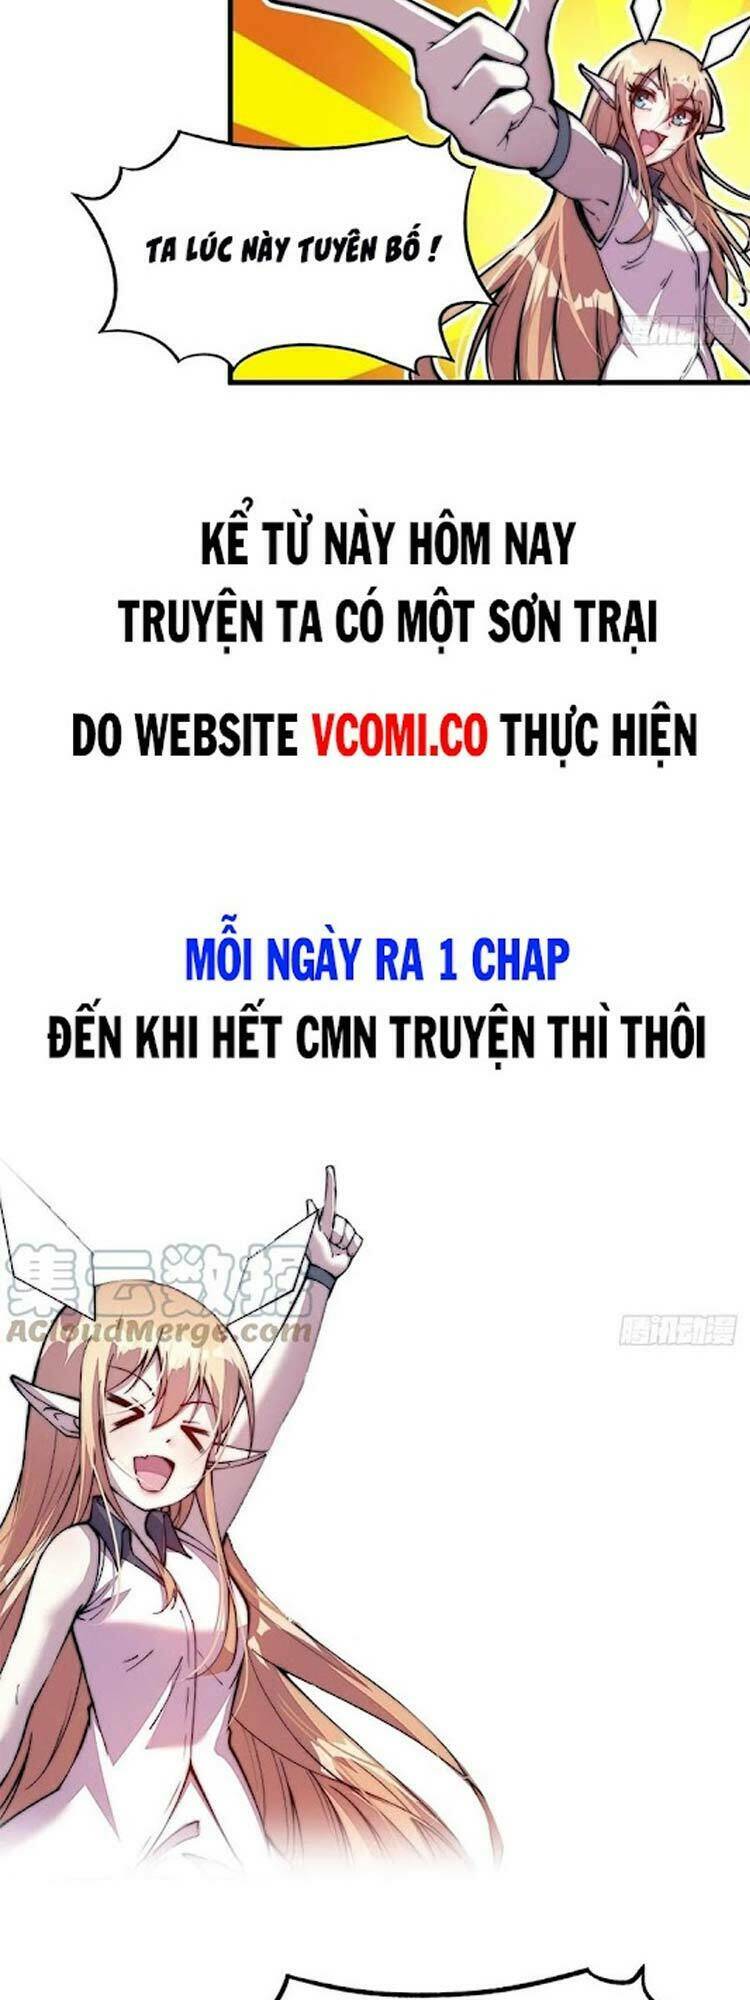 TA LÚC NÀY TUYÊN BỐ !
腾讯动漫
KỂ TỪ NÀY HÔM NAY
TRUYỆN TA CÓ MỘT SƠN TRẠI
DO WEBSITE VCOMI.CO THỰC HIỆN
MỖI NGÀY RA 1 CHAP
ĐẾN KHI HẾT CMN TRUYỆN THÌ THÔI
集云数据
AcloudMerge.com
腾讯动漫